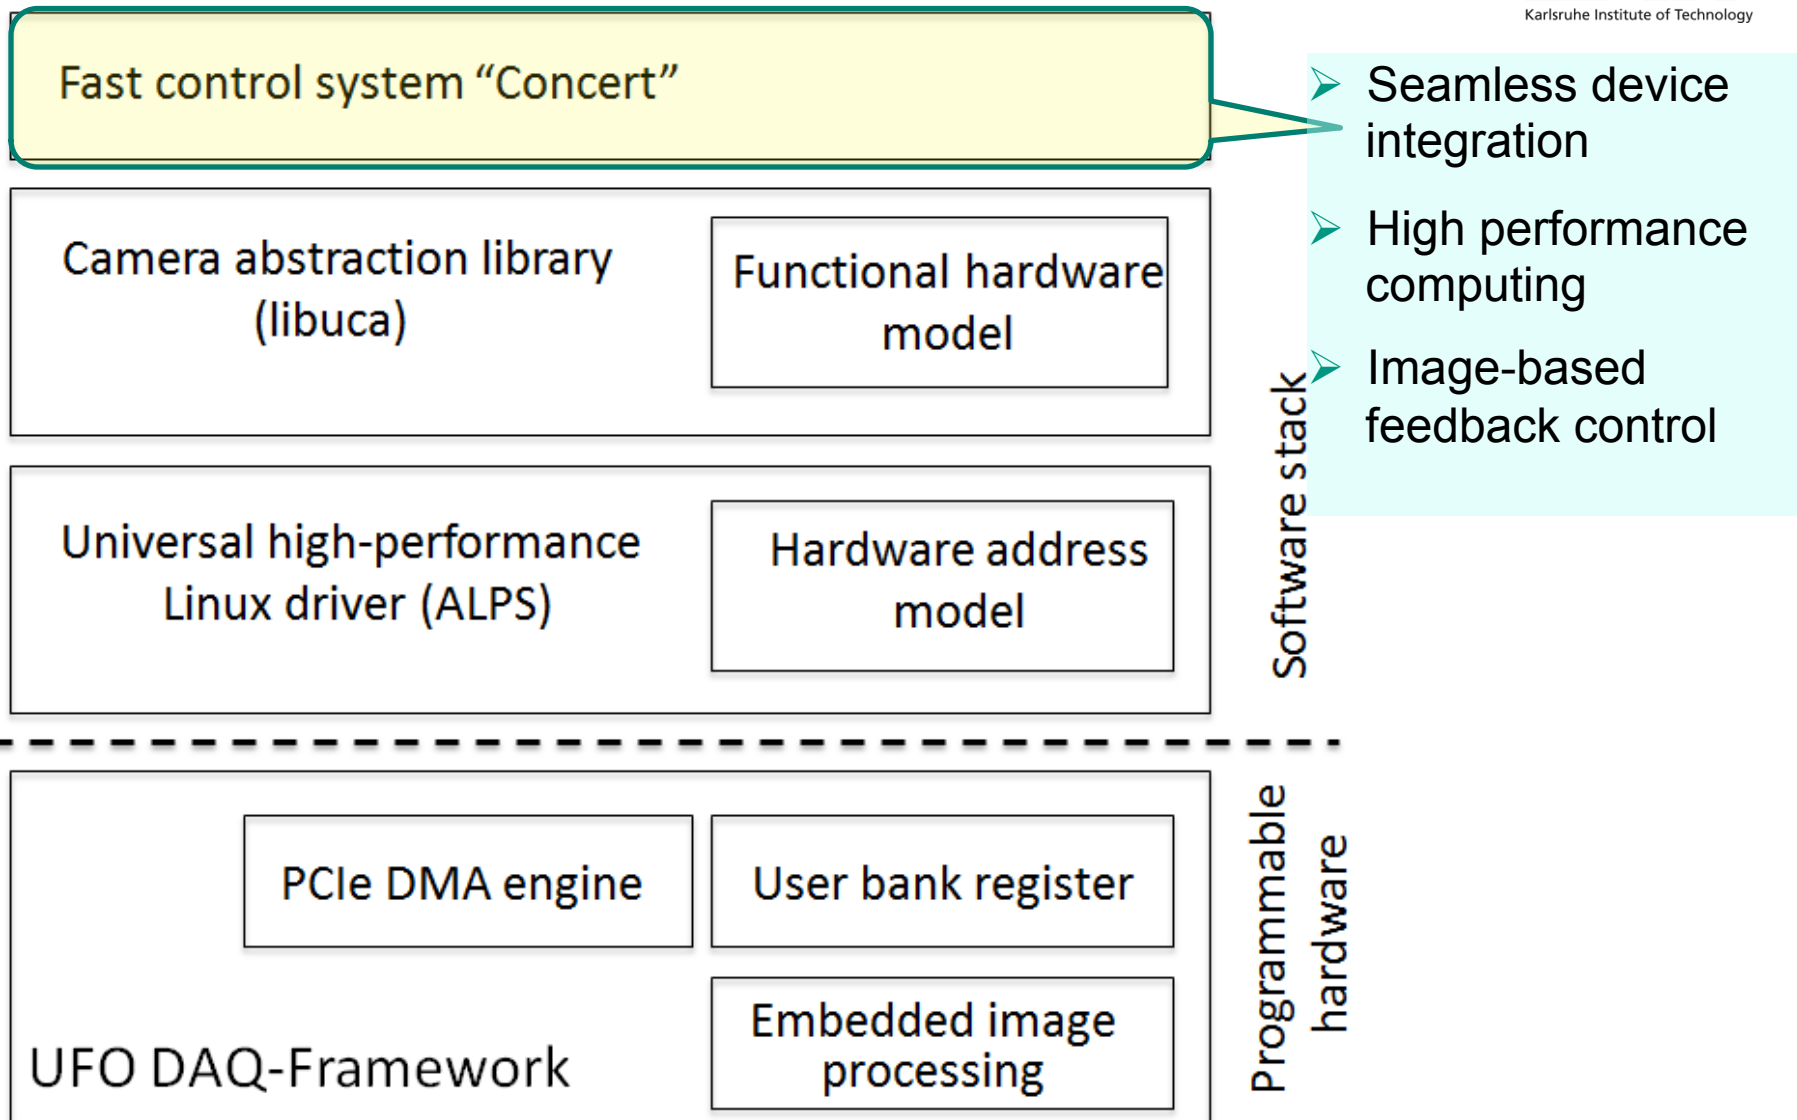 Karlsruhe Institute of Technology
Fast control system “Concert”
➢ Seamless device
integration
➢ High performance
computing
➢ Image-based
feedback control
Camera abstraction library
(libuca)
Functional hardware
model
Universal high-performance
Linux driver (ALPS)
Hardware address
model
Software stack
PCIe DMA engine
User bank register
Embedded image
processing
UFO DAQ-Framework
Programmable
hardware